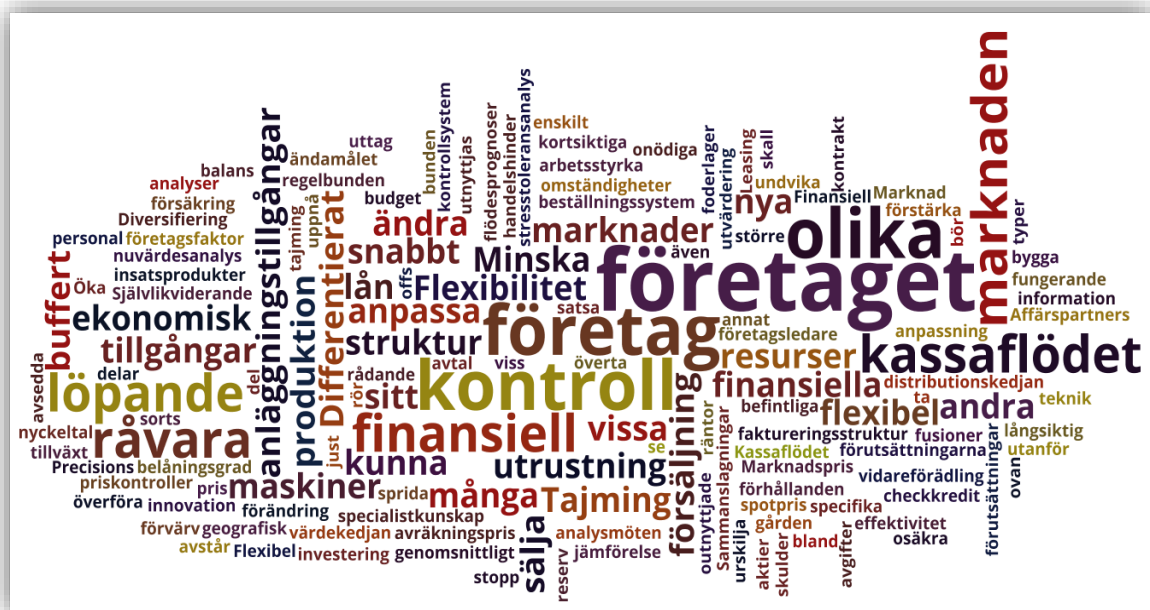 marknaden
kontrollsystem
stresstoleransanalys
flödesprognoser
handelshinder
enskilt
kortsiktiga
onödiga
arbetsstyrka
foderlager
utvärdering
Leasing
skall
kontrakt
uttag
bunden
utnyttjas
ändamålet
balans
regelbunden
analyser
omständigheter
undvika
försäkring
budget
beställningssystem
nya
Finansiell
Marknad
förstärka
Diversifiering
anläggningstillgångar
tajming
uppnå
Differentierat
ändra
marknader
större
olika
bör
typer
personal
företagsfaktor
snabbt
Minska
även
nuvärdesanalys
bygga
buffert
insatsprodukter
Öka
Självlikviderande
lån
offs
Flexibilitet
företaget
fungerande
information
ekonomisk
produktion
anpassa
satsa
företag
annat
Affärspartners
företagsledare
anpassning
tillgångar
struktur
resurser
kassaflödet
avsedda
delar
del
avtal
viss
överta
rådande
löpande
rör
sitt
kontroll
finansiella
distributionskedjan
ta
teknik
befintliga
flexibel
andra
sorts
nyckeltal
råvara
finansiell
vissa
försäljning
räntor
faktureringsstruktur
fusioner
långsiktig
tillväxt
just
se
Kassaflödet
förutsättningarna
utanför
Precisions
belåningsgrad
kunna
utrustning
Sammanslagningar
Marknadspris
vidareförädling
förutsättningar
ovan
priskontroller
pris
maskiner
sprida
många
Tajming
förhållanden
checkkredit
överföra
innovation
förändring
specialistkunskap
spotpris
specifika
outnyttjade
förvärv
geografisk
värdekedjan
avräkningspris
sälja
analysmöten
urskilja
gården
effektivitet
avstår
Flexibel
investering
genomsnittligt
jämförelse
aktier
skulder
bland
avgifter
osäkra
stopp
reserv